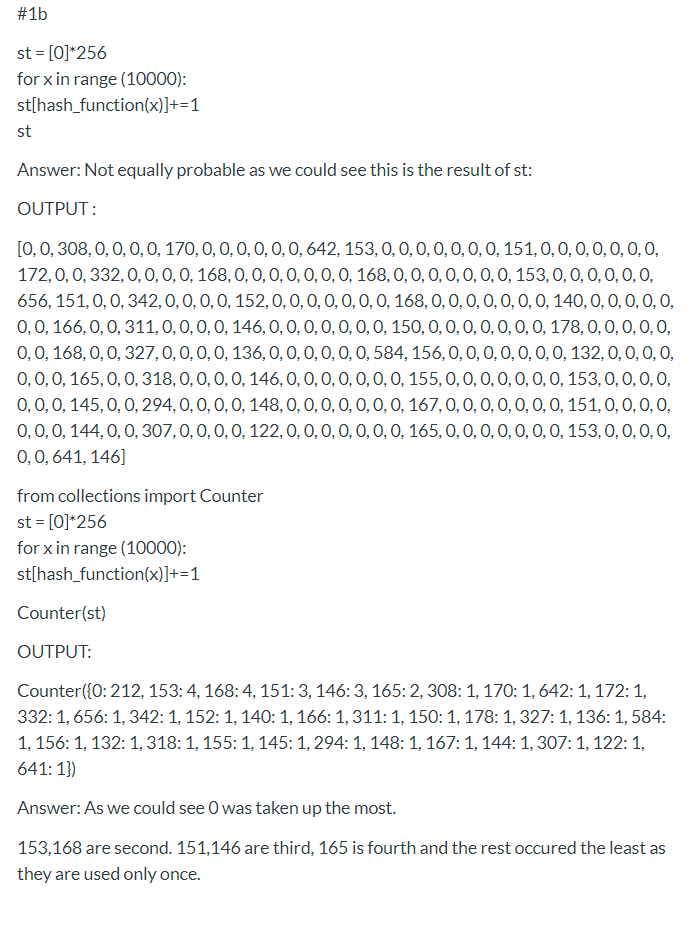 #1b
st = [0]*256
for x in range (10000):
st[hash_function(x)]+=1
st
Answer: Not equally probable as we could see this is the result of st:
OUTPUT :
[0, 0, 308, 0, 0, 0, 0, 170, 0, 0, 0, 0, 0, 0, 642, 153, 0, 0, 0, 0, 0, 0, 0, 151, 0, 0, 0, 0, 0, 0, 0,
172, 0, 0, 332, 0, 0, 0, 0, 168, 0, 0, 0, 0, 0, 0, 0, 168, 0, 0, 0, 0, 0, 0, 0, 153, 0, 0, 0, 0, 0, 0,
656, 151, 0, 0, 342, 0, 0, 0, 0, 152, 0, 0, 0, 0, 0, 0, 0, 168, 0, 0, 0, 0, 0, 0, 0, 140, 0, 0, 0, 0, 0,
0, 0, 166, 0, 0, 311, 0, 0, 0, 0, 146, 0, 0, 0, 0, 0, 0, 0, 150, 0, 0, 0, 0, 0, 0, 0, 178, 0, 0, 0, 0, 0,
0, 0, 168, 0, 0, 327, 0, 0, 0, 0, 136, 0, 0, 0, 0, 0, 0, 584, 156, 0, 0, 0, 0, 0, 0, 0, 132, 0, 0, 0, 0,
0, 0, 0, 165, 0, 0, 318, 0, 0, 0, 0, 146, 0, 0, 0, 0, 0, 0, 0, 155, 0, 0, 0, 0, 0, 0, 0, 153, 0, 0, 0, 0,
0, 0, 0, 145, 0, 0, 294, 0, 0, 0, 0, 148, 0, 0, 0, 0, 0, 0, 0, 167, 0, 0, 0, 0, 0, 0, 0, 151, 0, 0, 0, 0,
0, 0, 0, 144, 0, 0, 307, 0, 0, 0, 0, 122, 0, 0, 0, 0, 0, 0, 0, 165, 0, 0, 0, 0, 0, 0, 0, 153, 0, 0, 0, 0,
0, 0, 641, 146]
from collections import Counter
st = [0]*256
for x in range (10000):
st[hash_function(x)]+=1
Counter(st)
OUTPUT:
Counter({0: 212, 153: 4, 168: 4, 151: 3, 146: 3, 165: 2, 308: 1, 170: 1, 642: 1, 172: 1,
332: 1, 656: 1, 342: 1, 152: 1, 140: 1, 166: 1, 311: 1, 150: 1, 178: 1, 327: 1, 136: 1, 584:
1, 156: 1, 132: 1, 318: 1, 155: 1, 145: 1, 294: 1, 148: 1, 167: 1, 144: 1, 307: 1, 122: 1,
641: 1})
Answer: As we could see 0 was taken up the most.
153,168 are second. 151,146 are third, 165 is fourth and the rest occured the least as
they are used only once.